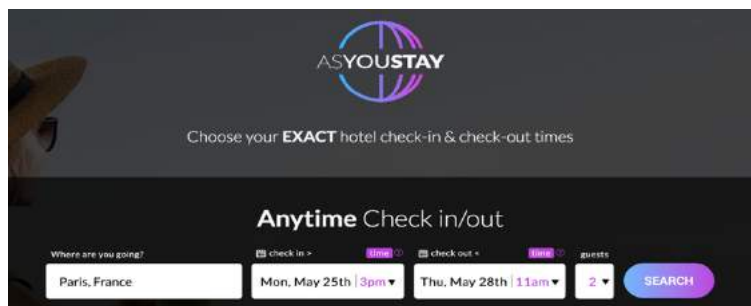 ASYOUSTAY
Choose your EXACT hotel check-in & check-out times
Anytime Check in/out
Where are you going?
check in > time
check out < time
guests
Paris, France
Mon, May 25th 3pm
Thu, May 28th 11am
2
SEARCH